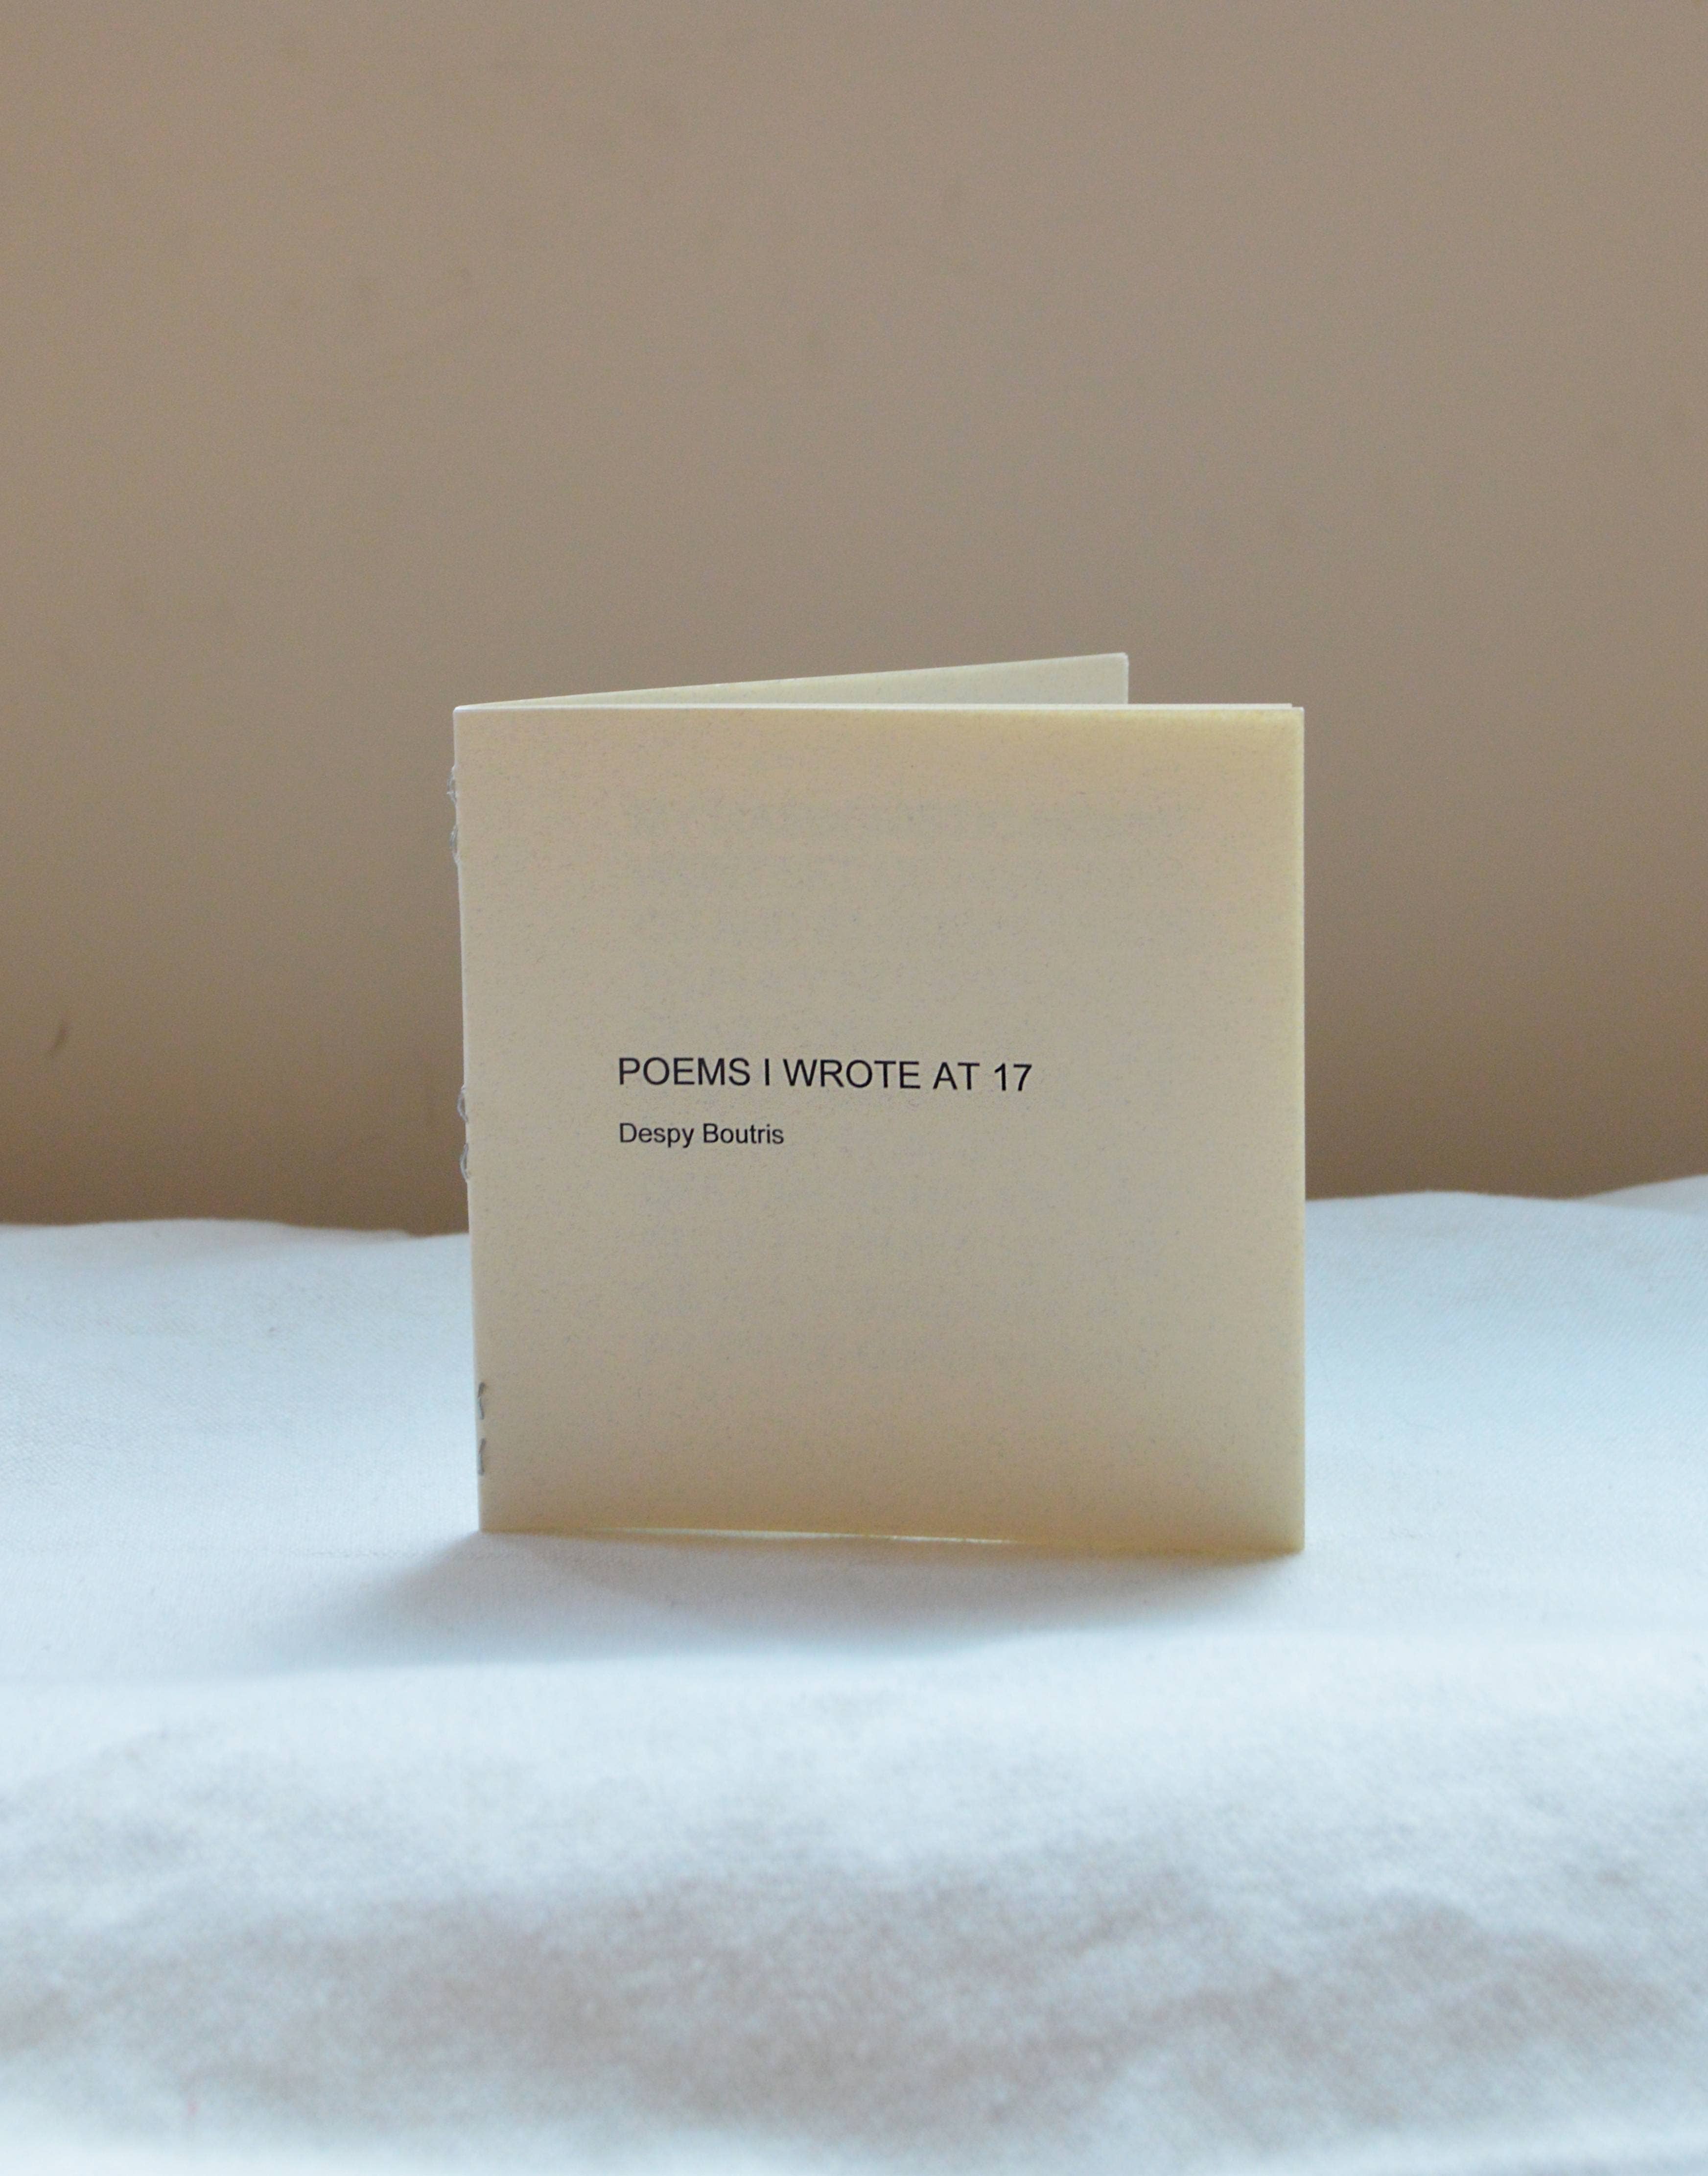 POEMS I WROTE AT 17
Despy Boutris